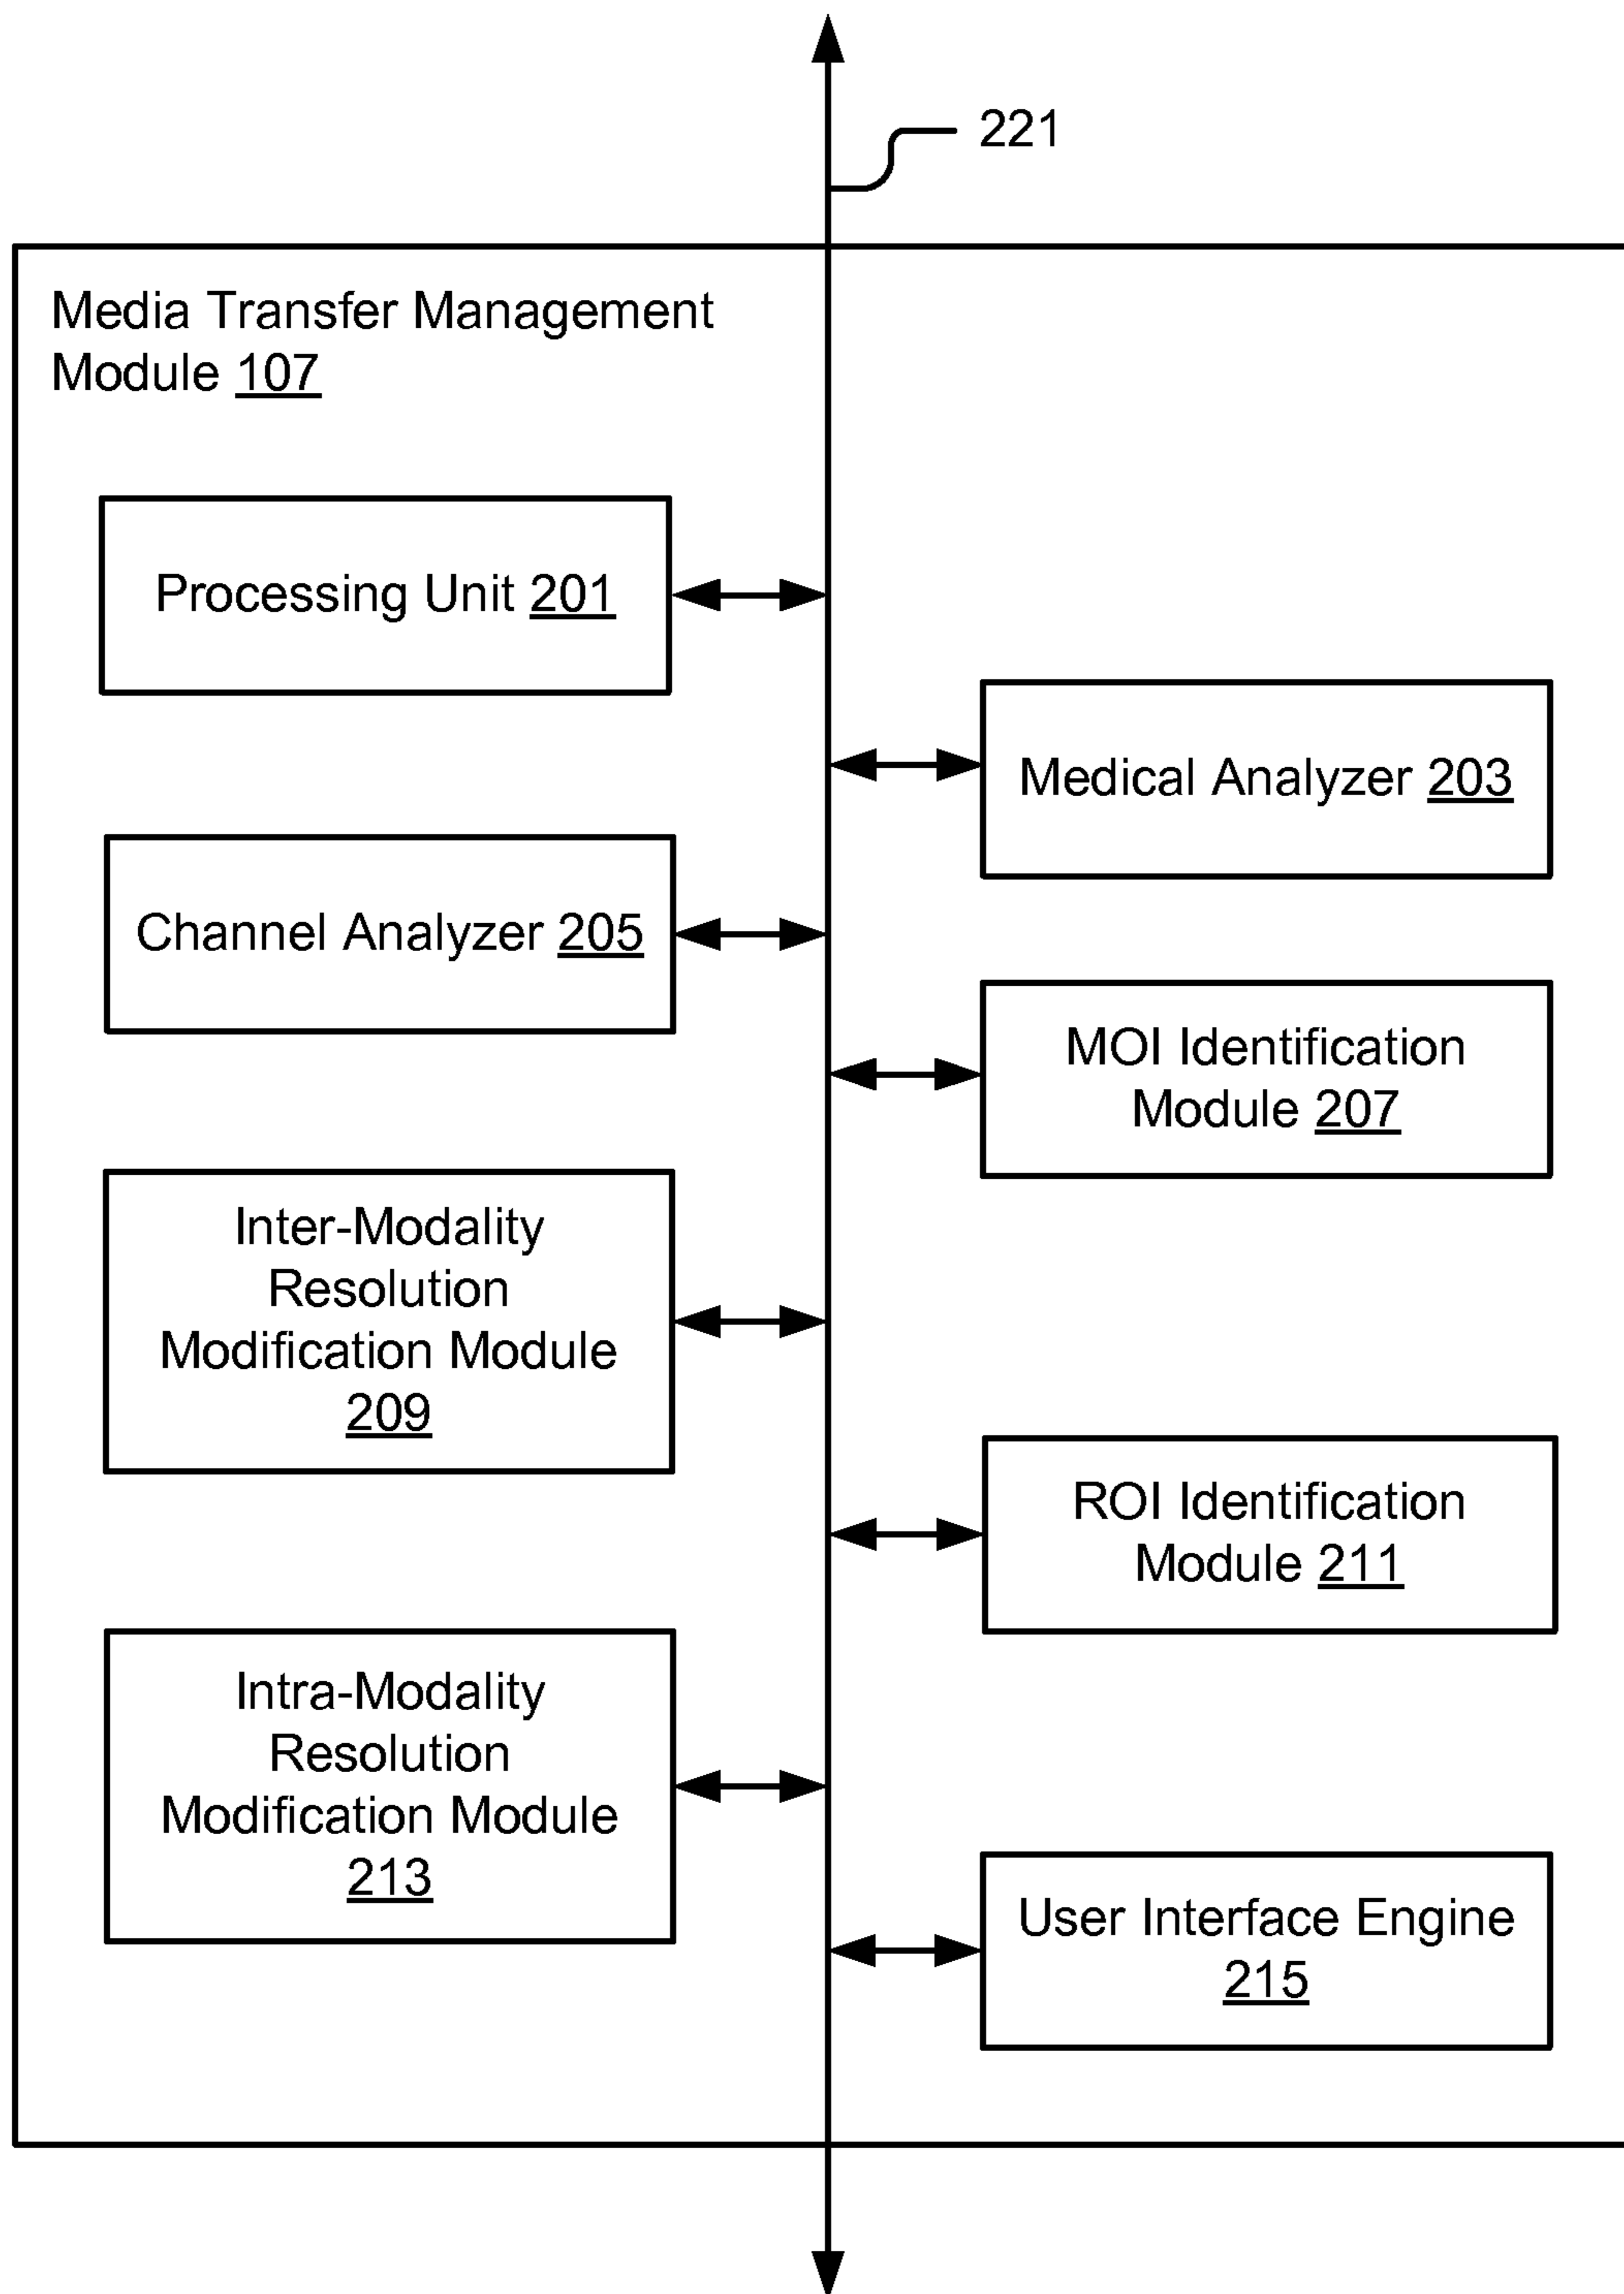 221
Media Transfer Management
Module 107
Processing Unit 201
Medical Analyzer 203
Channel Analyzer 205
MOI Identification
Module 207
Inter-Modality
Resolution
Modification Module
209
ROI Identification
Module 211
Intra-Modality
Resolution
Modification Module
213
User Interface Engine
215